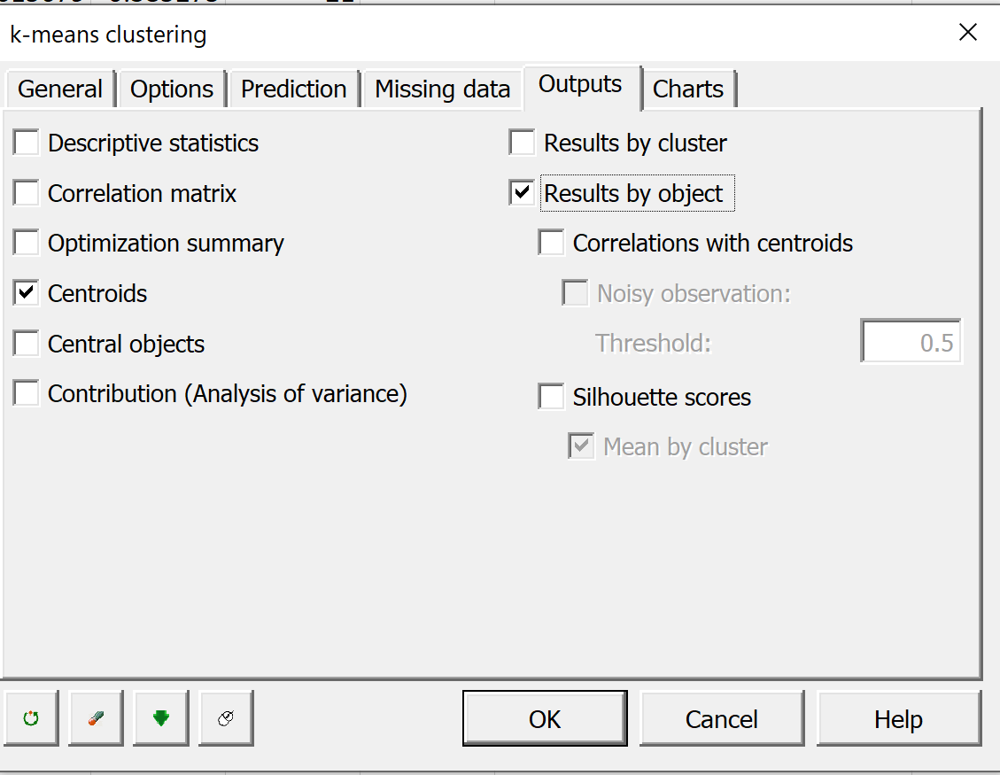 k-means clustering
General Options Prediction Missing data Outputs Charts
Descriptive statistics
Correlation matrix
Optimization summary
Centroids
Central objects
Contribution (Analysis of variance)
Results by cluster
Results by object
Correlations with centroids
Noisy observation:
Threshold: 0.5
Silhouette scores
Mean by cluster
OK Cancel Help